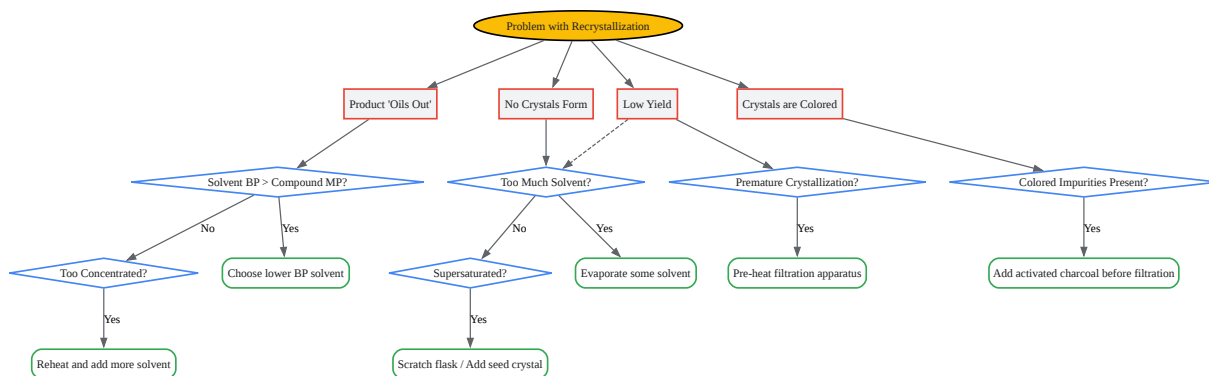 Problem with Recrystallization
Product 'Oils Out'
No Crystals Form
Low Yield
Crystals are Colored
Solvent BP > Compound MP?
Too Much Solvent?
Premature Crystallization?
Colored Impurities Present?
No
Yes
No
Yes
Yes
Yes
Too Concentrated?
Choose lower BP solvent
Supersaturated?
Evaporate some solvent
Pre-heat filtration apparatus
Add activated charcoal before filtration
Yes
Yes
Reheat and add more solvent
Scratch flask / Add seed crystal